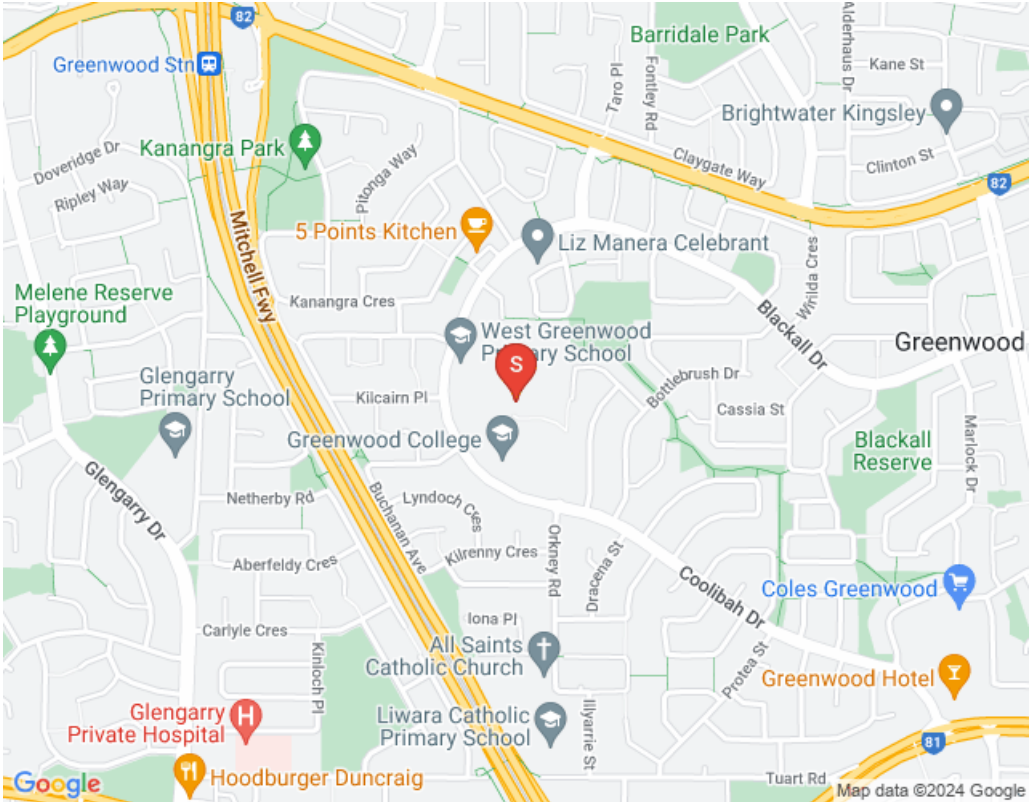 82
Greenwood Stn
Barridale Park
Alderhaus Dr
Kane St
Taro Pl
Fontley Rd
Brightwater Kingsley
Doveridge Dr
Kanangra Park
Claygate Way
Clinton St
82
Ripley Way
Pitonga Way
Mitchell Fwy
5 Points Kitchen
Liz Manera Celebrant
Wirilda Cres
Melene Reserve
Playground
Kanangra Cres
Blackall Dr
West Greenwood
Primary School
Greenwood
S
Glengarry
Primary School
Kilcairn Pl
Bottlebrush Dr
Cassia St
Greenwood College
Blackall
Reserve
Marlock Dr
Glengarry Dr
Netherby Rd
Buchanan Ave
Lyndoch Cres
Kilrenny Cres
Orkney Rd
Dracena St
Aberfeldy Cres
Coolibah Dr
Coles Greenwood
Iona Pl
Carlyle Cres
Kinloch Pl
All Saints
Catholic Church
Protea St
Greenwood Hotel
Glengarry
Private Hospital
H
Liwara Catholic
Primary School
Illyarrie St
81
Hoodburger Duncraig
Tuart Rd
Google
Map data ©2024 Google